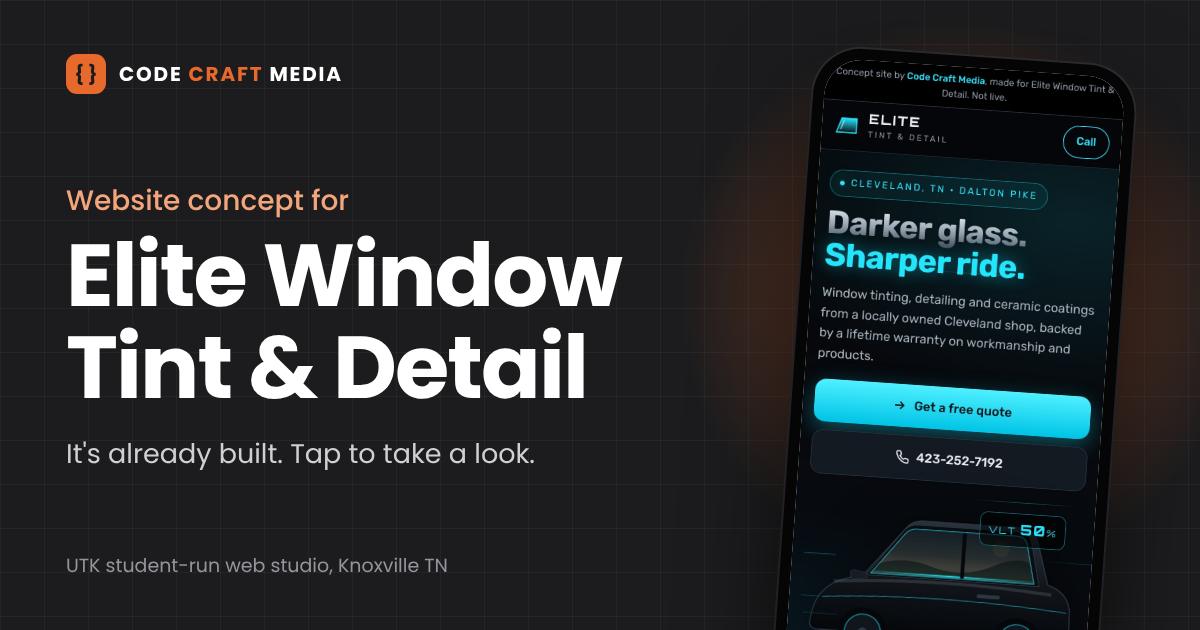 { } CODE CRAFT MEDIA
Website concept for
Elite Window
Tint & Detail
It's already built. Tap to take a look.
UTK student-run web studio, Knoxville TN
Concept site by Code Craft Media, made for Elite Window Tint &
Detail. Not live.
ELITE
TINT & DETAIL
Call
CLEVELAND, TN • DALTON PIKE
Darker glass.
Sharper ride.
Window tinting, detailing and ceramic coatings
from a locally owned Cleveland shop, backed
by a lifetime warranty on workmanship and
products.
→ Get a free quote
423-252-7192
VLT 50%